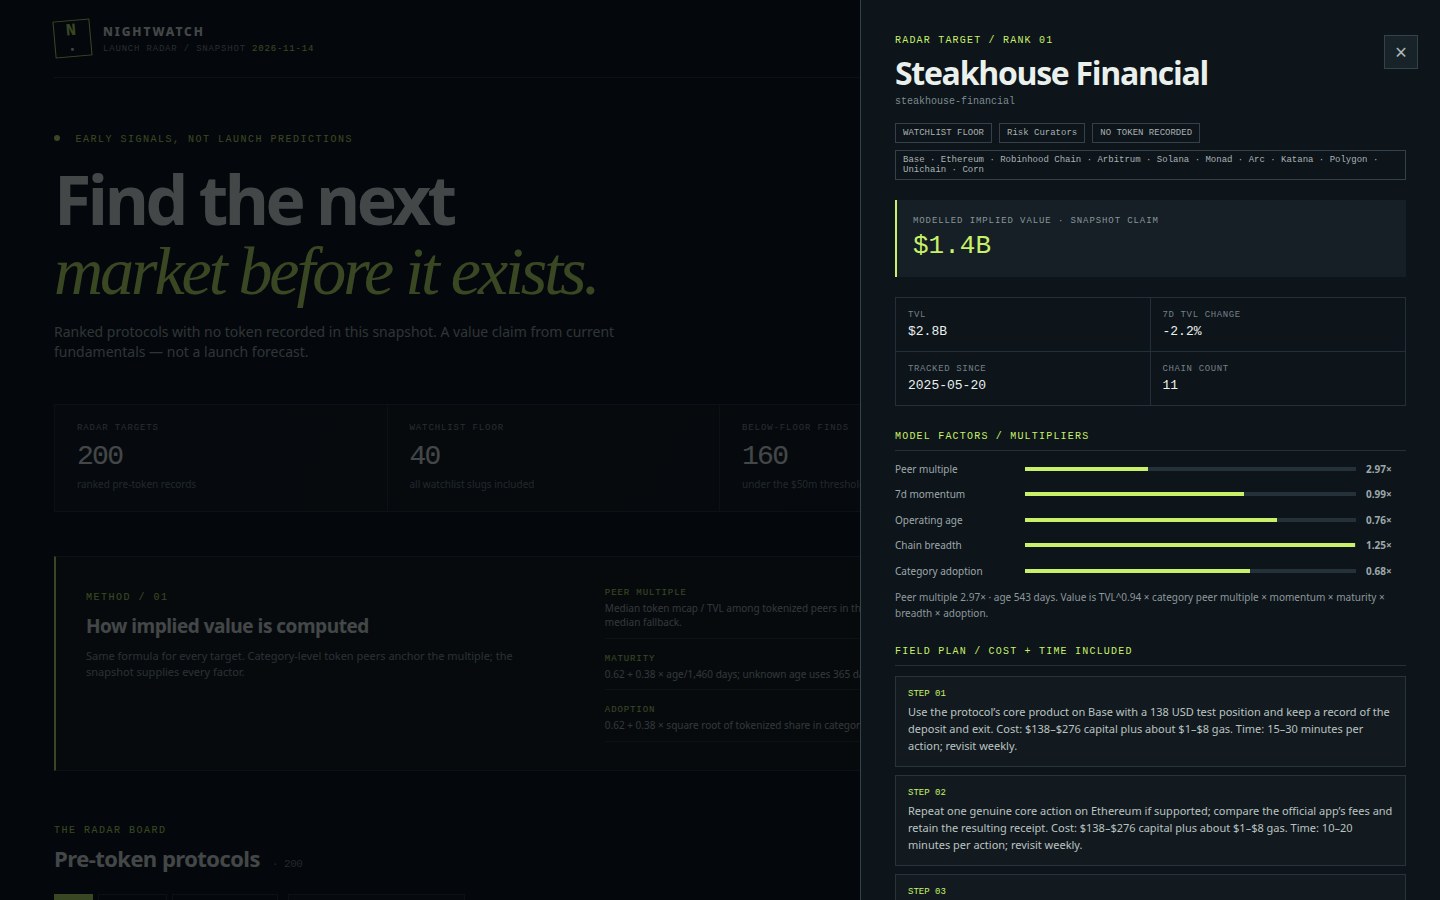 N
NIGHTWATCH
LAUNCH RADAR / SNAPSHOT 2026-11-14
EARLY SIGNALS, NOT LAUNCH PREDICTIONS
Find the next
market before it exists.
Ranked protocols with no token recorded in this snapshot. A value claim from current
fundamentals — not a launch forecast.
RADAR TARGETS
200
ranked pre-token records
WATCHLIST FLOOR
40
all watchlist slugs included
BELOW-FLOOR FINDS
160
under the $50m
METHOD / 01
How implied value is computed
Same formula for every target. Category-level token peers anchor the multiple; the
snapshot supplies every factor.
PEER MULTIPLE
Median token mcap / TVL among tokenized peers in
median fallback.
MATURITY
0.62 + 0.38 × age/1,460 days; unknown age uses 365
ADOPTION
0.62 + 0.38 × square root of tokenized share in
THE RADAR BOARD
Pre-token protocols · 200
RADAR TARGET / RANK 01
×
Steakhouse Financial
steakhouse-financial
WATCHLIST FLOOR
Risk Curators
NO TOKEN RECORDED
Base · Ethereum · Robinhood Chain · Arbitrum · Solana · Monad · Arc · Katana · Polygon ·
Unichain · Corn
MODELLED IMPLIED VALUE · SNAPSHOT CLAIM
$1.4B
TVL
$2.8B
7D TVL CHANGE
-2.2%
TRACKED SINCE
2025-05-20
CHAIN COUNT
11
MODEL FACTORS / MULTIPLIERS
Peer multiple 2.97×
7d momentum 0.99×
Operating age 0.76×
Chain breadth 1.25×
Category adoption 0.68×
Peer multiple 2.97× · age 543 days. Value is TVL^0.94 × category peer multiple × momentum × maturity ×
breadth × adoption.
FIELD PLAN / COST + TIME INCLUDED
STEP 01
Use the protocol's core product on Base with a 138 USD test position and keep a record of the
deposit and exit. Cost: $138–$276 capital plus about $1–$8 gas. Time: 15–30 minutes per
action; revisit weekly.
STEP 02
Repeat one genuine core action on Ethereum if supported; compare the official app's fees and
retain the resulting receipt. Cost: $138–$276 capital plus about $1–$8 gas. Time: 10–20
minutes per action; revisit weekly.
STEP 03